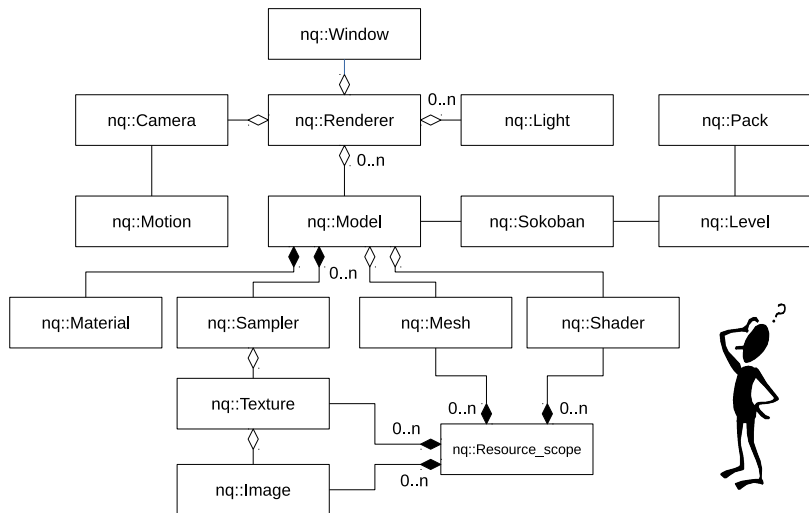 nq::Window
nq::Camera
nq::Renderer
0..n
nq::Light
nq::Pack
0..n
nq::Motion
nq::Model
nq::Sokoban
nq::Level
0..n
nq::Material
nq::Sampler
nq::Mesh
nq::Shader
?
nq::Texture
0..n
0..n
0..n
nq::Resource_scope
nq::Image
0..n